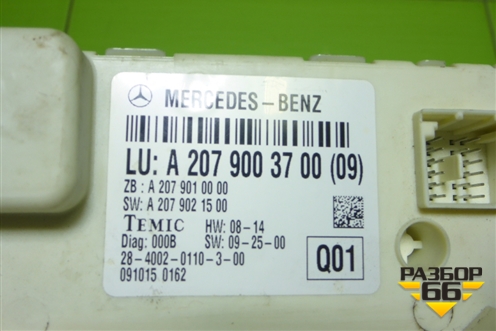 MERCEDES-BENZ
LU: A 207 900 37 00 (09)
ZB : A 207 901 00 00
SW: A 207 902 15 00
TEMIC HW: 08-14
Diag: 000B SW: 09-25-00
28-4002-0110-3-00
091015 0162
Q01
РАЗБОР
66